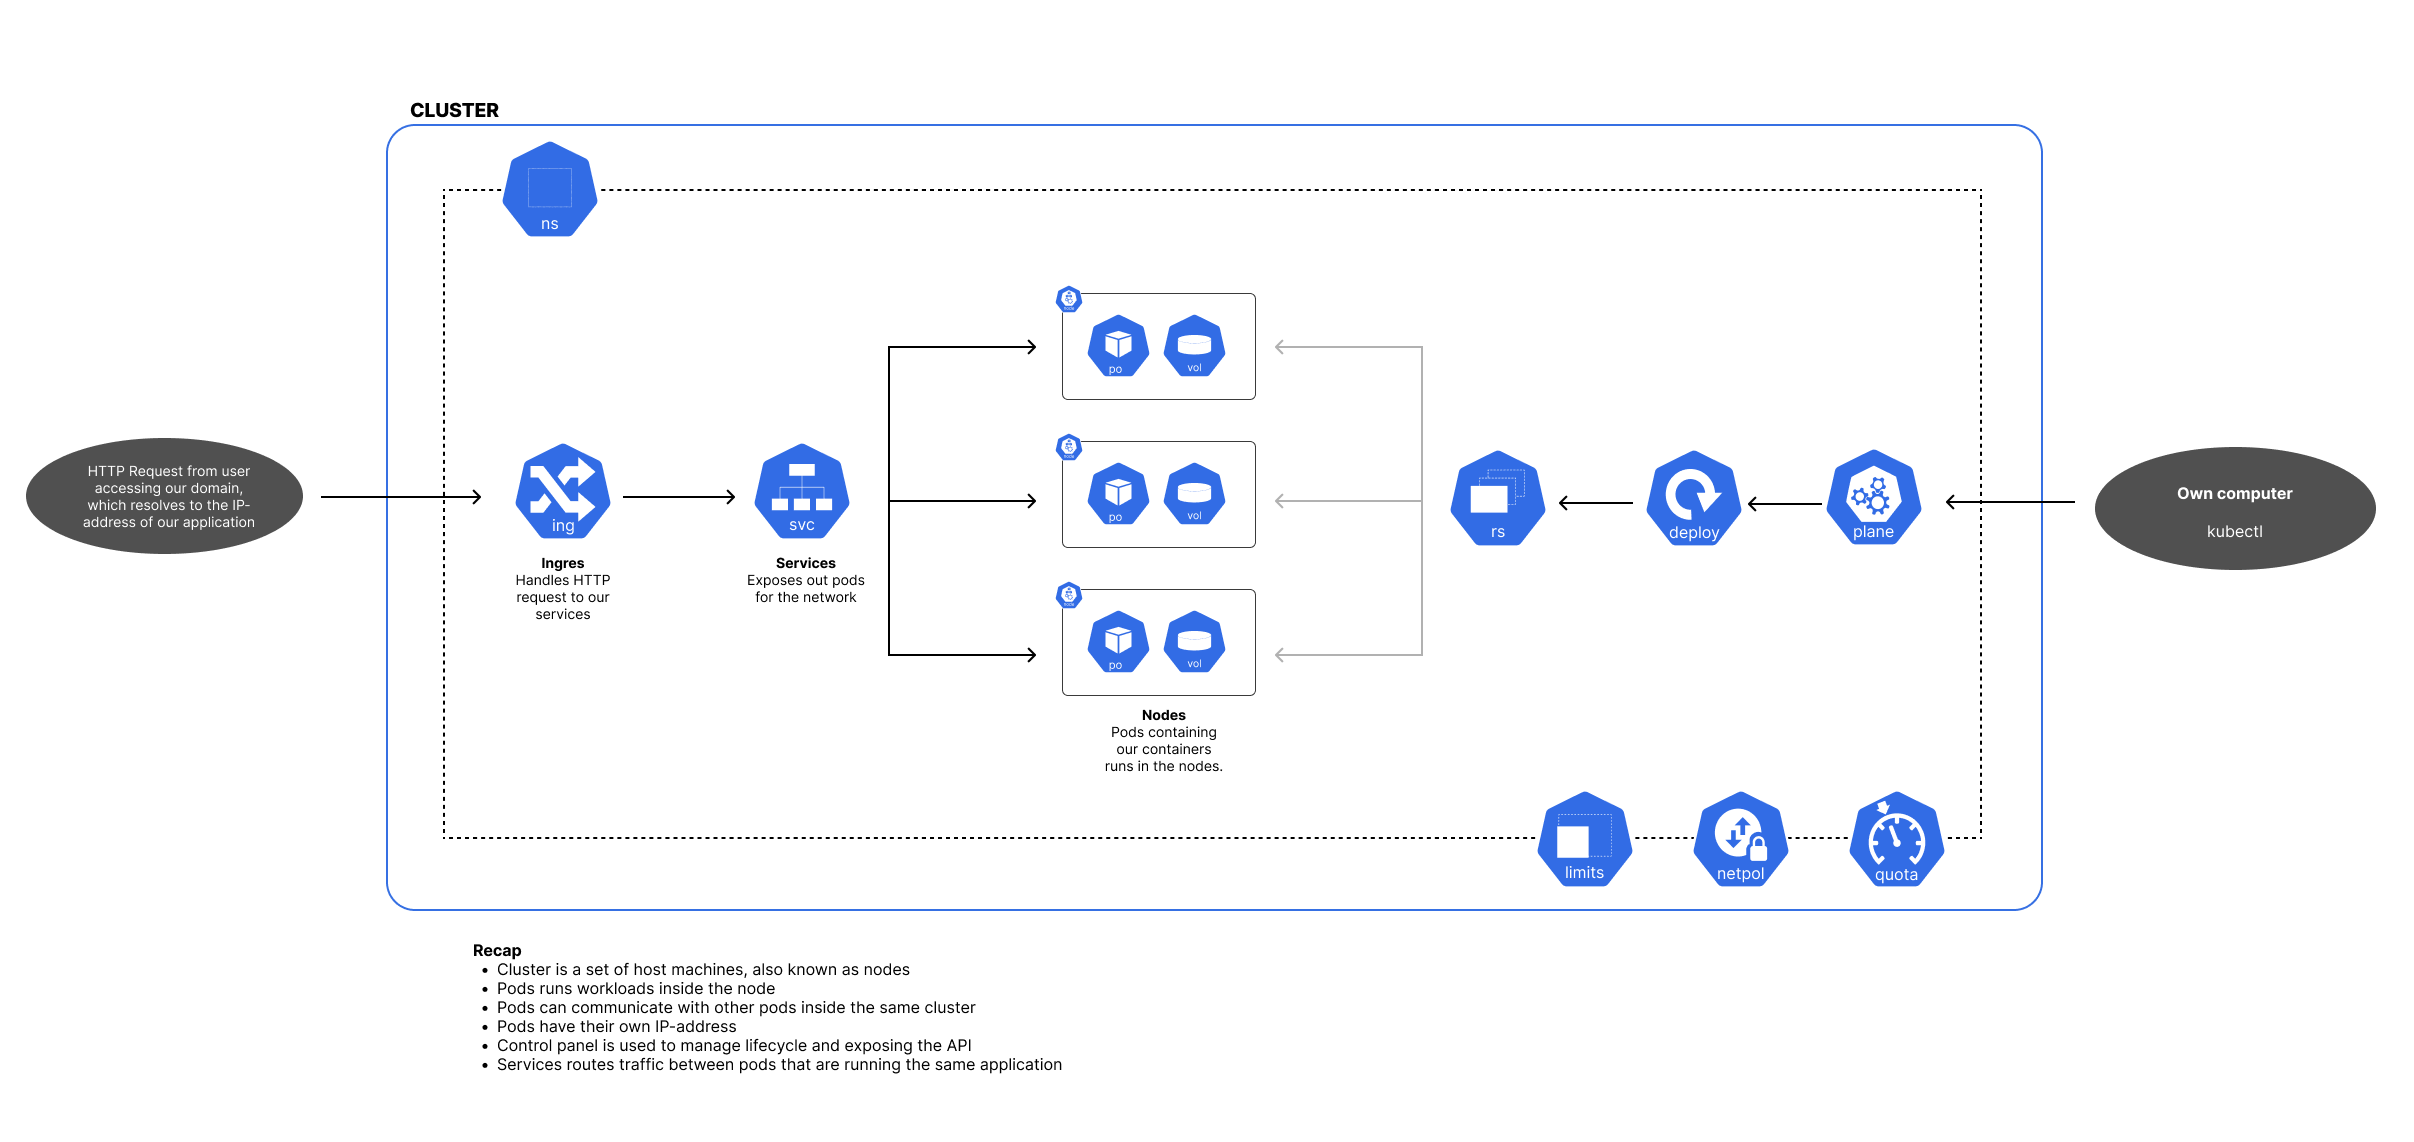 CLUSTER
ns
HTTP Request from user
accessing our domain,
which resolves to the IP-
address of our application
ing
Ingres
Handles HTTP
request to our
services
svc
Services
Exposes out pods
for the network
node
po
vol
node
po
vol
node
po
vol
Nodes
Pods containing
our containers
runs in the nodes.
rs
deploy
plane
Own computer
kubectl
limits
netpol
quota
Recap
• Cluster is a set of host machines, also known as nodes
• Pods runs workloads inside the node
• Pods can communicate with other pods inside the same cluster
• Pods have their own IP-address
• Control panel is used to manage lifecycle and exposing the API
• Services routes traffic between pods that are running the same application